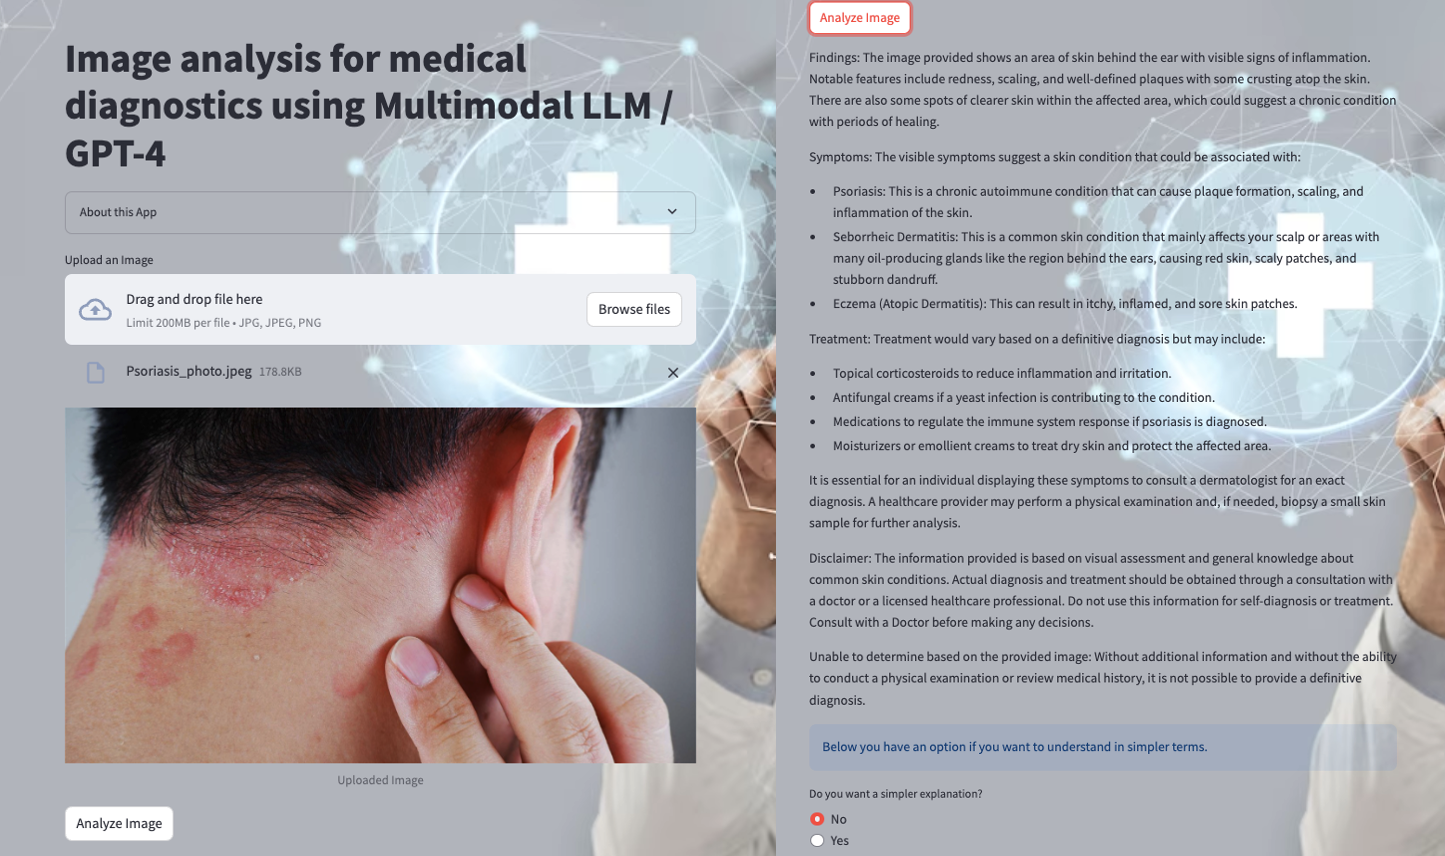 Image analysis for medical
diagnostics using Multimodal LLM /
GPT-4
About this App
Upload an Image
Drag and drop file here
Limit 200MB per file • JPG, JPEG, PNG
Browse files
Psoriasis_photo.jpeg 178.8KB
Uploaded Image
Analyze Image
Analyze Image
Findings: The image provided shows an area of skin behind the ear with visible signs of inflammation.
Notable features include redness, scaling, and well-defined plaques with some crusting atop the skin.
There are also some spots of clearer skin within the affected area, which could suggest a chronic condition
with periods of healing.
Symptoms: The visible symptoms suggest a skin condition that could be associated with:
• Psoriasis: This is a chronic autoimmune condition that can cause plaque formation, scaling, and
inflammation of the skin.
• Seborrheic Dermatitis: This is a common skin condition that mainly affects your scalp or areas with
many oil-producing glands like the region behind the ears, causing red skin, scaly patches, and
stubborn dandruff.
• Eczema (Atopic Dermatitis): This can result in itchy, inflamed, and sore skin patches.
Treatment: Treatment would vary based on a definitive diagnosis but may include:
• Topical corticosteroids to reduce inflammation and irritation.
• Antifungal creams if a yeast infection is contributing to the condition.
• Medications to regulate the immune system response if psoriasis is diagnosed.
• Moisturizers or emollient creams to treat dry skin and protect the affected area.
It is essential for an individual displaying these symptoms to consult a dermatologist for an exact
diagnosis. A healthcare provider may perform a physical examination and, if needed, biopsy a small skin
sample for further analysis.
Disclaimer: The information provided is based on visual assessment and general knowledge about
common skin conditions. Actual diagnosis and treatment should be obtained through a consultation with
a doctor or a licensed healthcare professional. Do not use this information for self-diagnosis or treatment.
Consult with a Doctor before making any decisions.
Unable to determine based on the provided image: Without additional information and without the ability
to conduct a physical examination or review medical history, it is not possible to provide a definitive
diagnosis.
Below you have an option if you want to understand in simpler terms.
Do you want a simpler explanation?
No
Yes